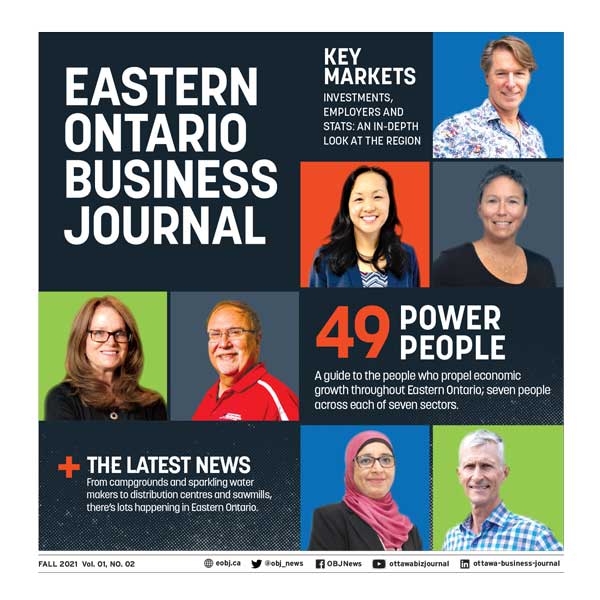 EASTERN
ONTARIO
BUSINESS
JOURNAL
KEY
MARKETS
INVESTMENTS,
EMPLOYERS AND
STATS: AN IN-DEPTH
LOOK AT THE REGION
49 POWER
PEOPLE
A guide to the people who propel economic
growth throughout Eastern Ontario; seven people
across each of seven sectors.
+ THE LATEST NEWS
From campgrounds and sparkling water
makers to distribution centres and sawmills,
there's lots happening in Eastern Ontario.
FALL 2021 Vol. 01, NO. 02 eobj.ca @obj_news OBJNews ottawabizjournal ottawa-business-journal